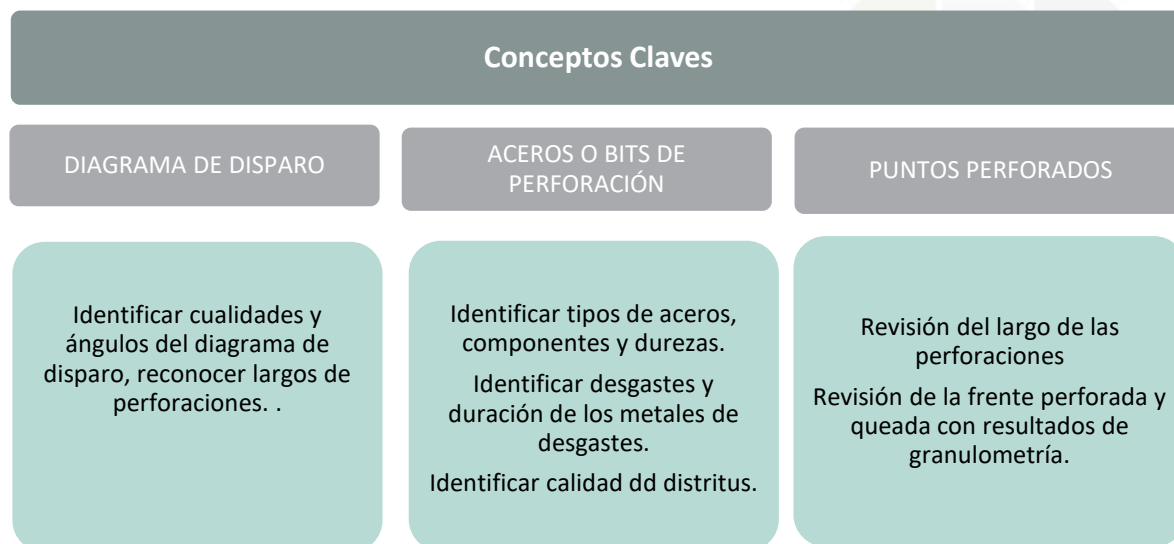 Conceptos Claves
DIAGRAMA DE DISPARO
Identificar cualidades y
ángulos del diagrama de
disparo, reconocer largos de
perforaciones. .
ACEROS O BITS DE
PERFORACIÓN
Identificar tipos de aceros,
componentes y durezas.
Identificar desgastes y
duración de los metales de
desgastes.
Identificar calidad dd distritus.
PUNTOS PERFORADOS
Revisión del largo de las
perforaciones
Revisión de la frente perforada y
queada con resultados de
granulometría.